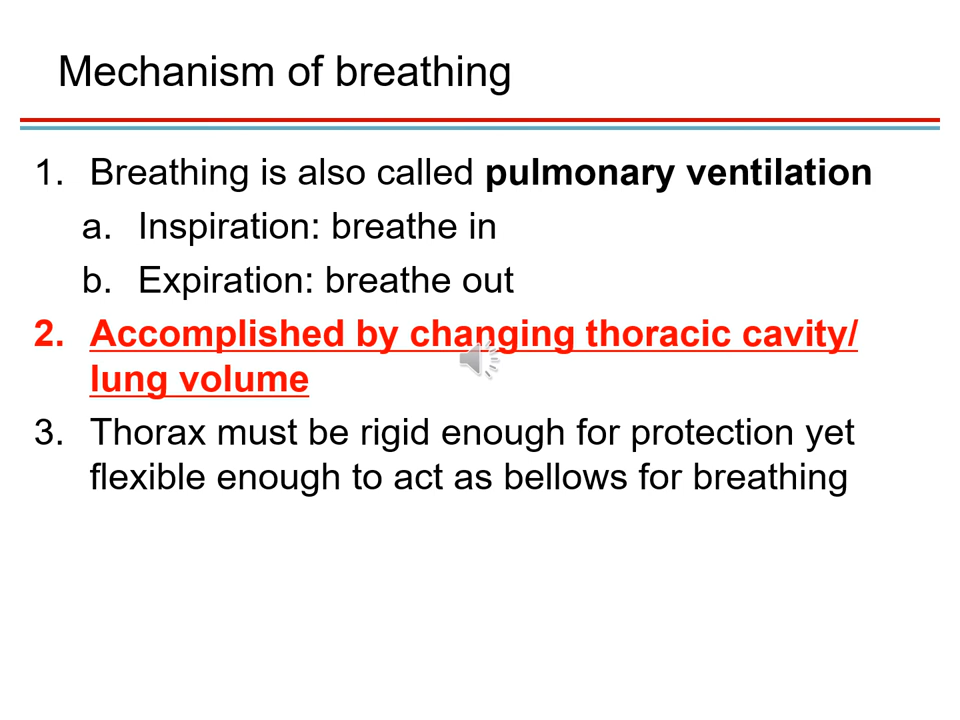 Mechanism of breathing
1. Breathing is also called pulmonary ventilation
a. Inspiration: breathe in
b. Expiration: breathe out
2. Accomplished by changing thoracic cavity/
lung volume
3. Thorax must be rigid enough for protection yet
flexible enough to act as bellows for breathing